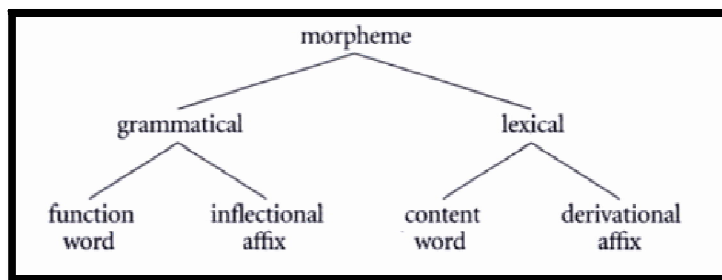 morpheme
grammatical lexical
function inflectional content derivational
word affix word affix